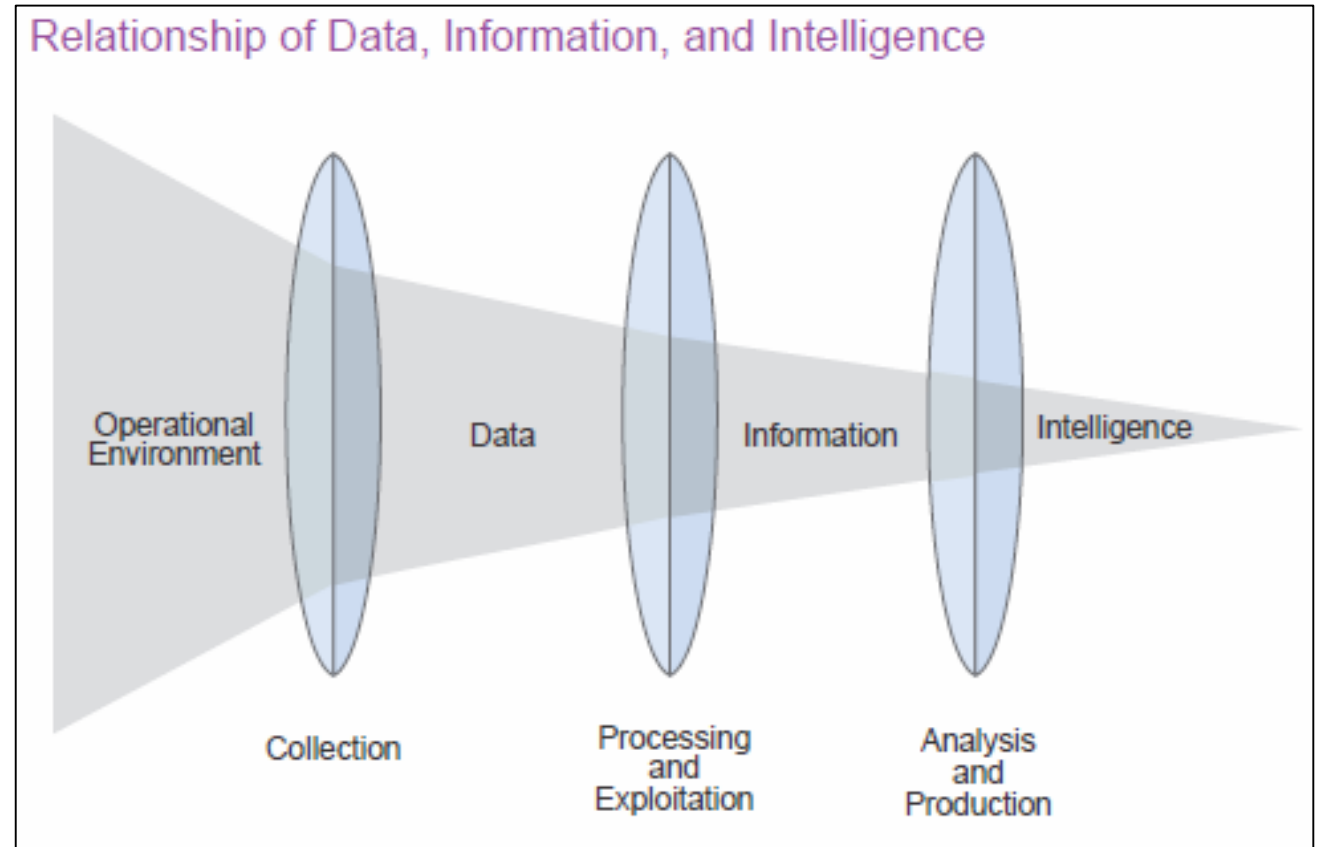 Relationship of Data, Information, and Intelligence
Operational
Environment
Data
Information
Intelligence
Collection
Processing
and
Exploitation
Analysis
and
Production